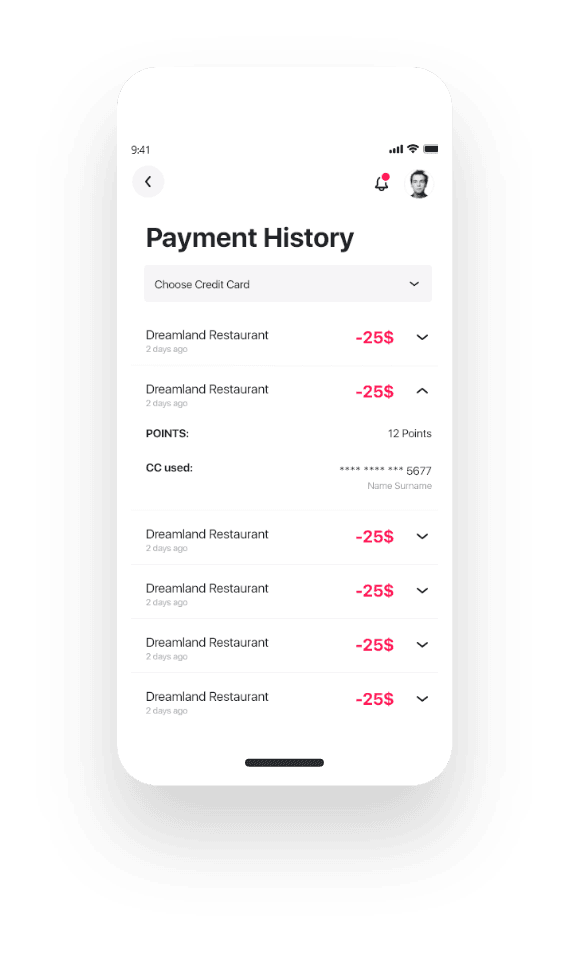 9:41
Payment History
Choose Credit Card
Dreamland Restaurant -25$
2 days ago
Dreamland Restaurant -25$
2 days ago
POINTS: 12 Points
CC used: **** **** *** 5677
Name Surname
Dreamland Restaurant -25$
2 days ago
Dreamland Restaurant -25$
2 days ago
Dreamland Restaurant -25$
2 days ago
Dreamland Restaurant -25$
2 days ago